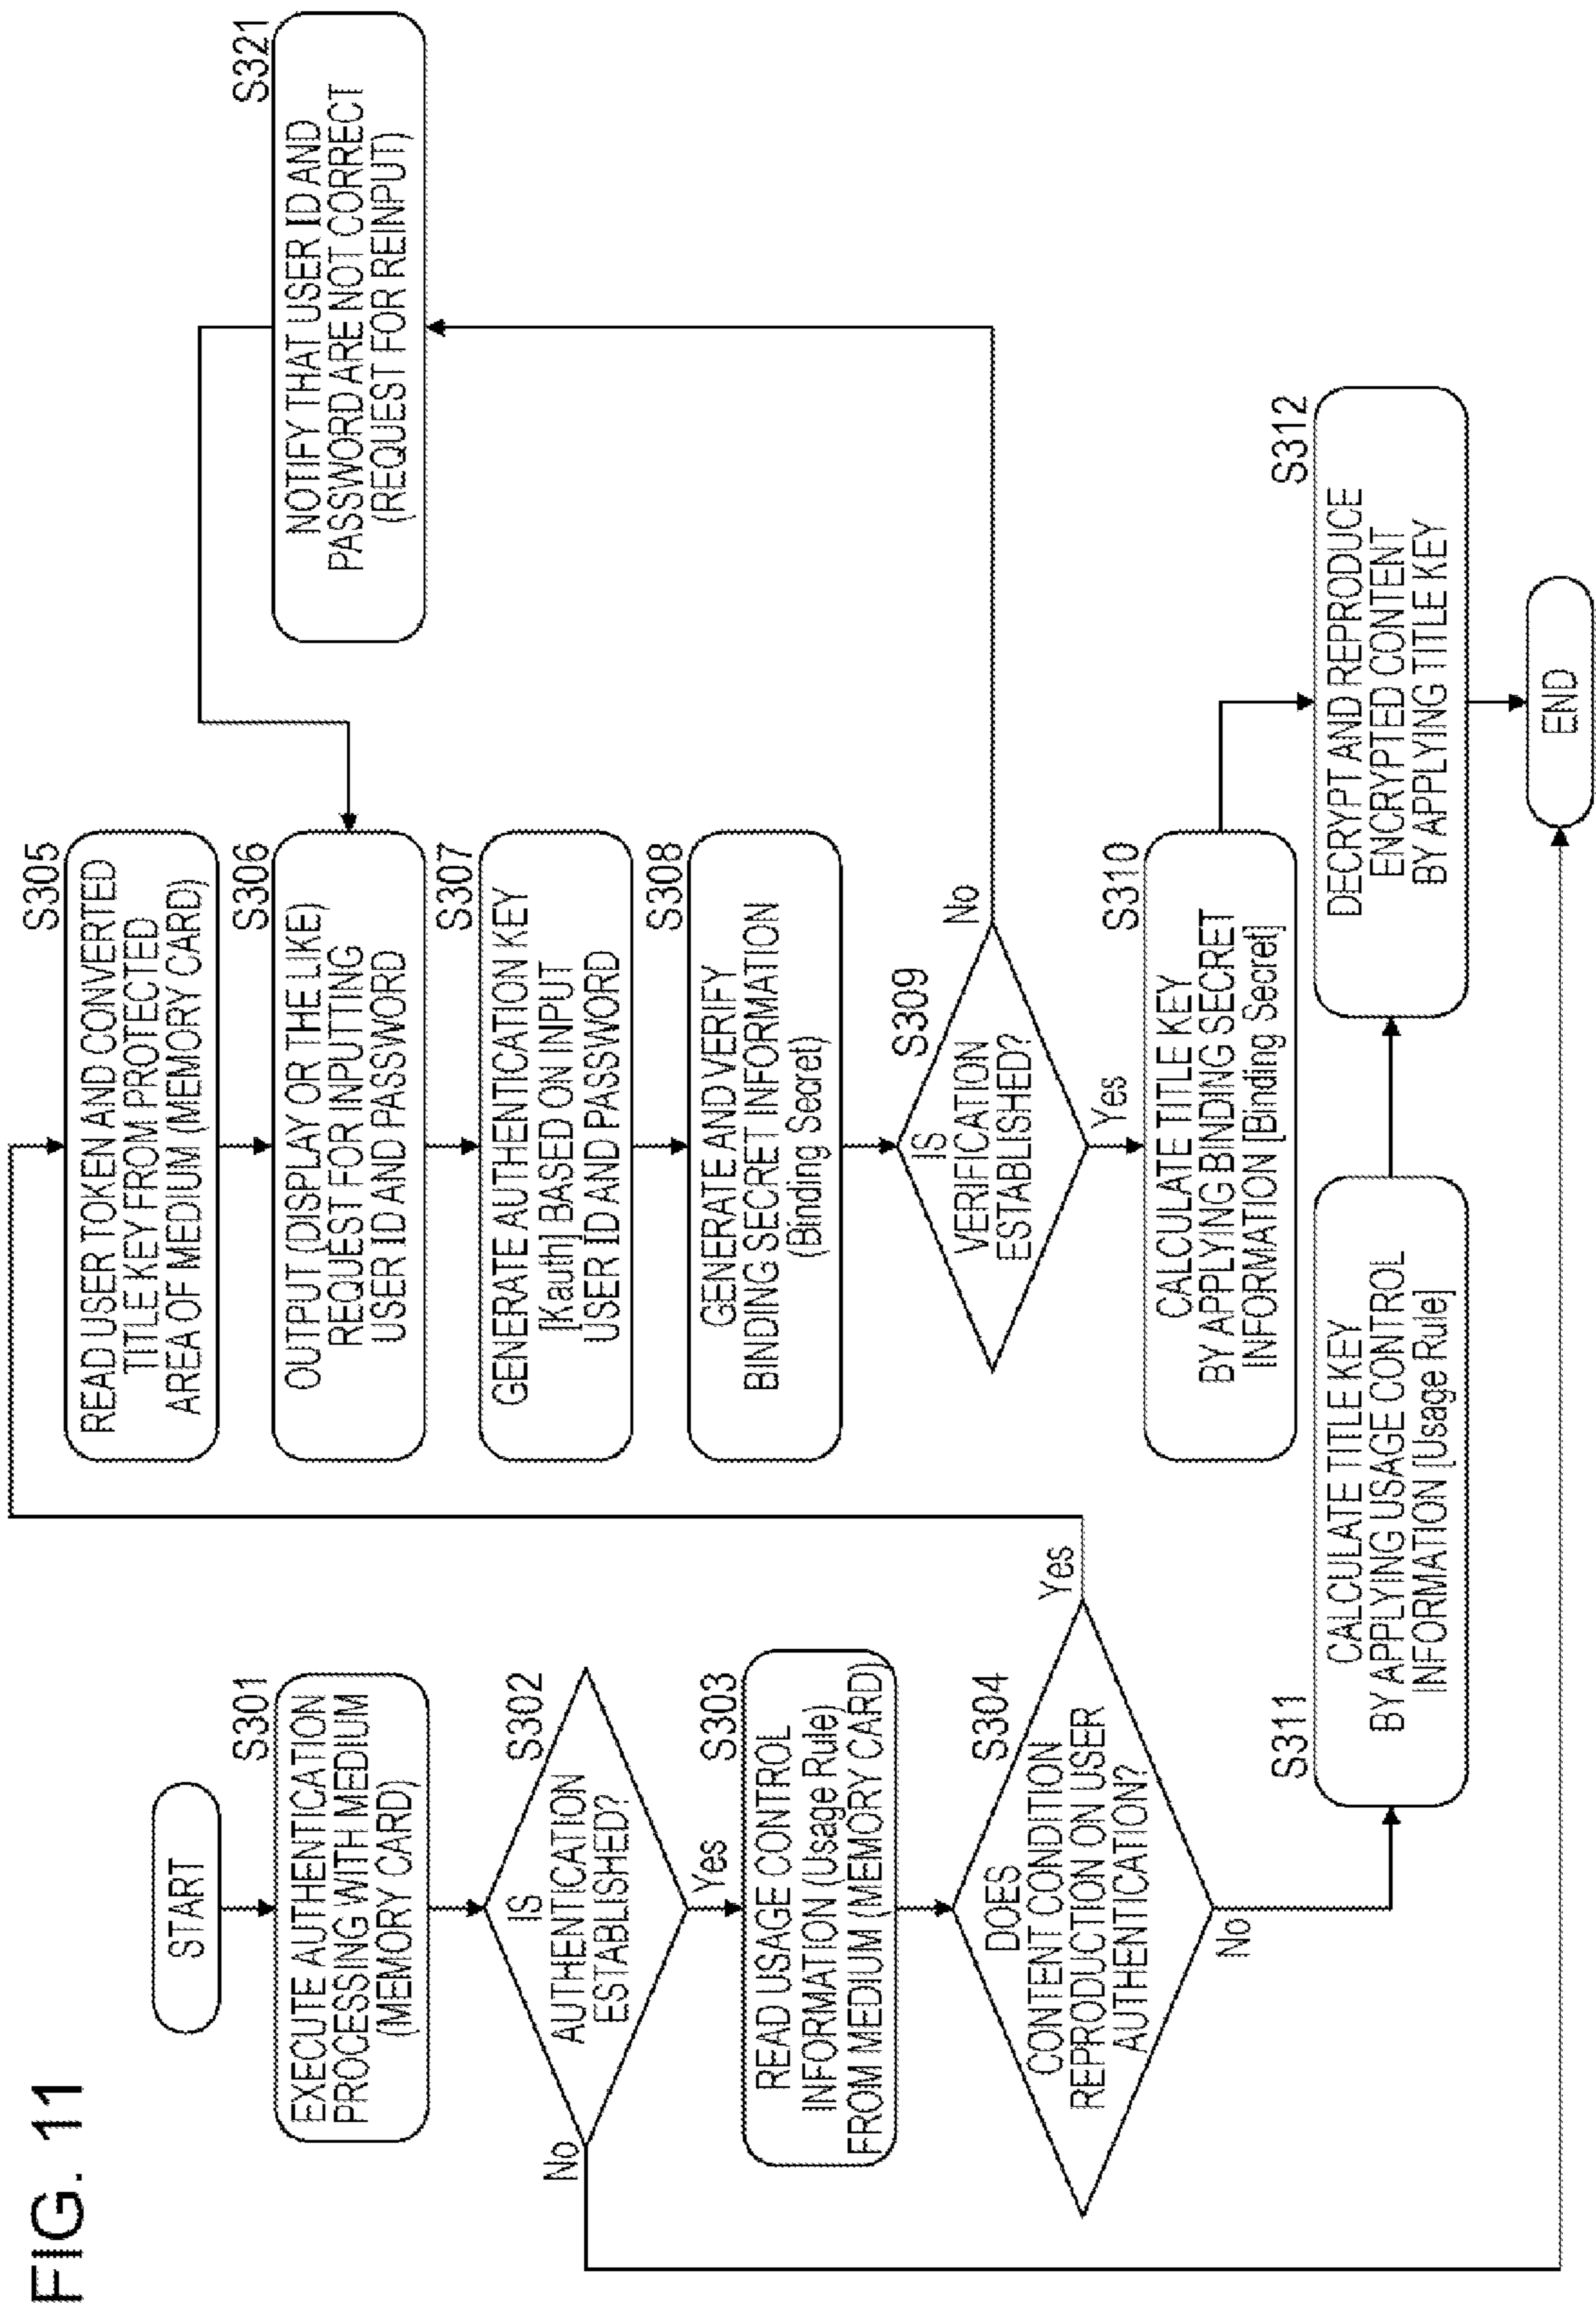 FIG. 11
START
S301
EXECUTE AUTHENTICATION
PROCESSING WITH MEDIUM
(MEMORY CARD)
S302
IS
AUTHENTICATION
ESTABLISHED?
No
Yes
S303
READ USAGE CONTROL
INFORMATION (Usage Rule)
FROM MEDIUM (MEMORY CARD)
S304
DOES
CONTENT CONDITION
REPRODUCTION ON USER
AUTHENTICATION?
Yes
No
S305
READ USER TOKEN AND CONVERTED
TITLE KEY FROM PROTECTED
AREA OF MEDIUM (MEMORY CARD)
S306
OUTPUT (DISPLAY OR THE LIKE)
REQUEST FOR INPUTTING
USER ID AND PASSWORD
S307
GENERATE AUTHENTICATION KEY
[Kauth] BASED ON INPUT
USER ID AND PASSWORD
S308
GENERATE AND VERIFY
BINDING SECRET INFORMATION
(Binding Secret)
S309
IS
VERIFICATION
ESTABLISHED?
No
Yes
S310
CALCULATE TITLE KEY
BY APPLYING BINDING SECRET
INFORMATION [Binding Secret]
S311
CALCULATE TITLE KEY
BY APPLYING USAGE CONTROL
INFORMATION [Usage Rule]
S321
NOTIFY THAT USER ID AND
PASSWORD ARE NOT CORRECT
(REQUEST FOR REINPUT)
S312
DECRYPT AND REPRODUCE
ENCRYPTED CONTENT
BY APPLYING TITLE KEY
END